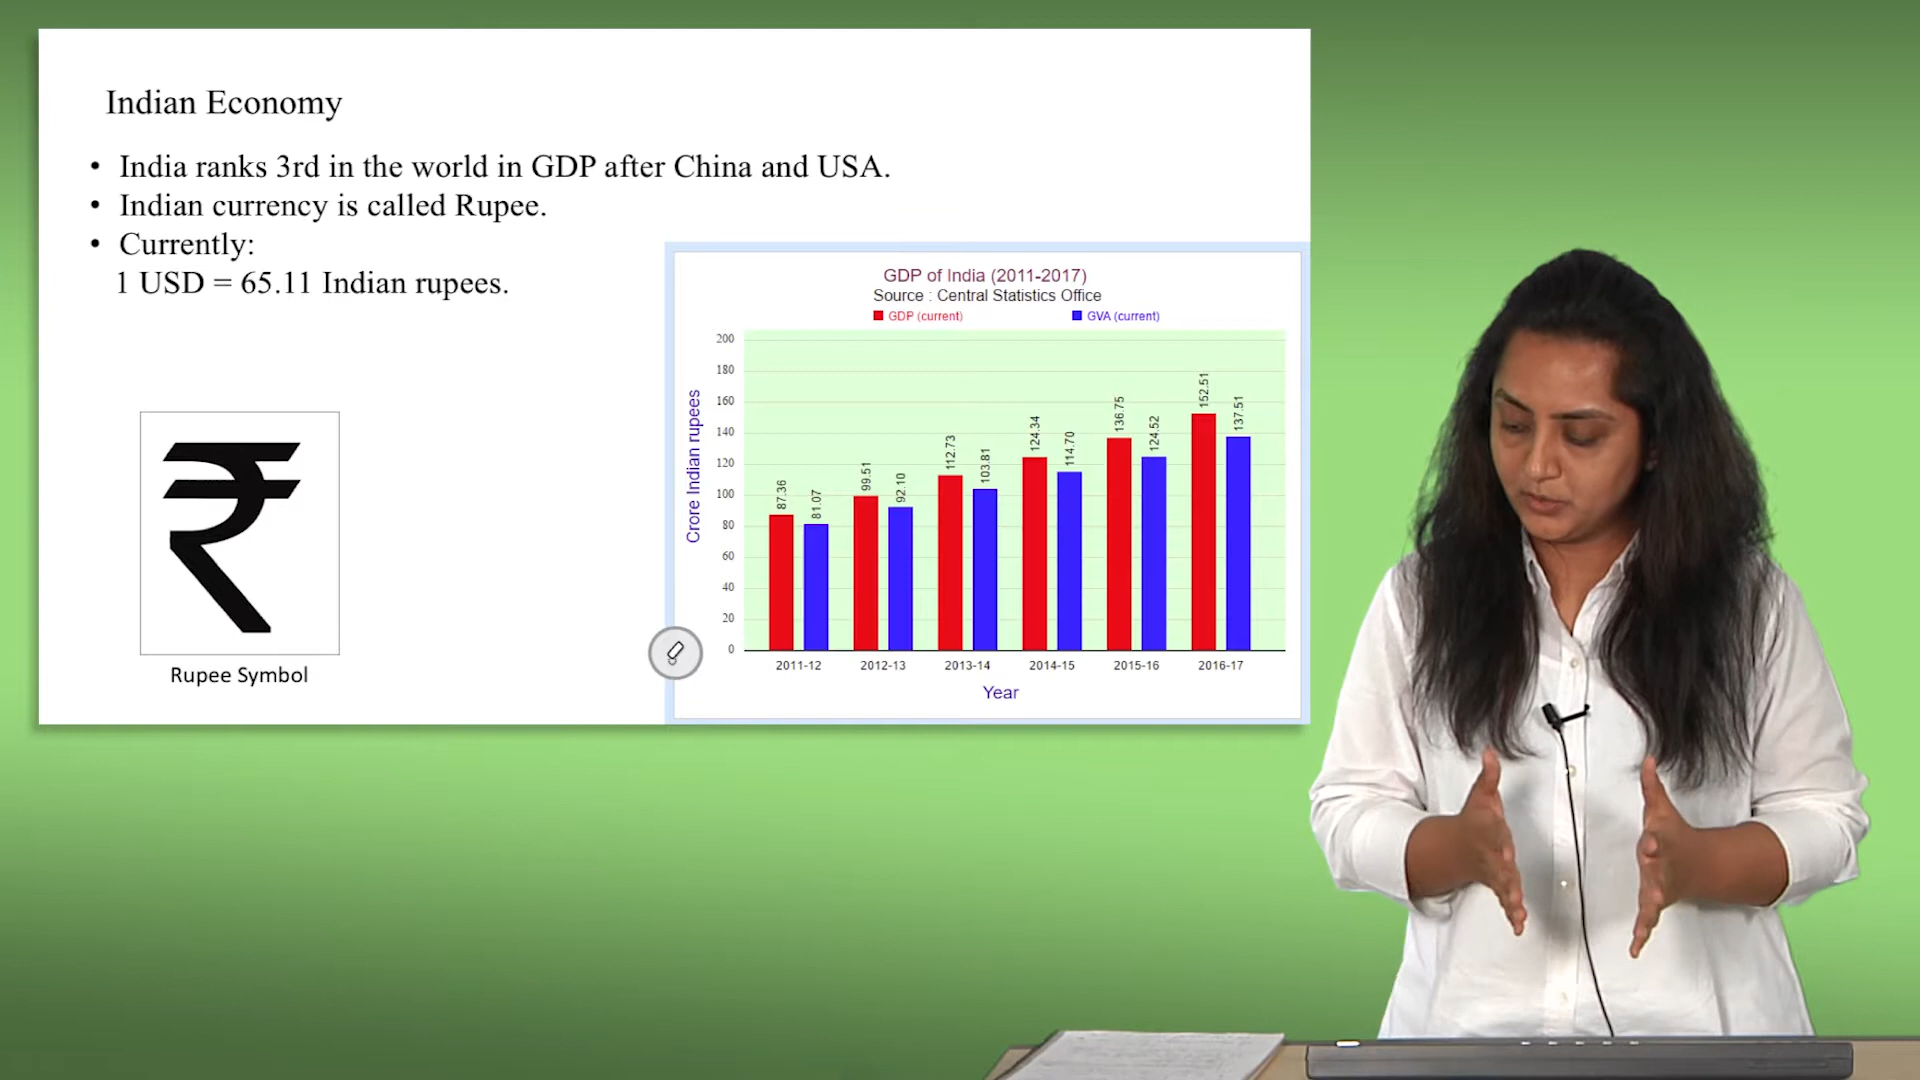 Indian Economy
• India ranks 3rd in the world in GDP after China and USA.
• Indian currency is called Rupee.
• Currently:
1 USD = 65.11 Indian rupees.
Rupee Symbol
GDP of India (2011-2017)
Source : Central Statistics Office
GDP (current) GVA (current)
Crore Indian rupees
200
180
160
140
120
100
80
60
40
20
0
87.36 81.07 99.51 92.10 112.73 103.81 124.34 114.70 136.75 124.52 152.51 137.51
2011-12 2012-13 2013-14 2014-15 2015-16 2016-17
Year